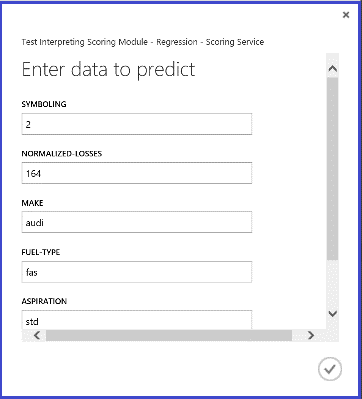 Test Interpreting Scoring Module - Regression - Scoring Service
Enter data to predict
SYMBOLING
2
NORMALIZED-LOSSES
164
MAKE
audi
FUEL-TYPE
fas
ASPIRATION
std